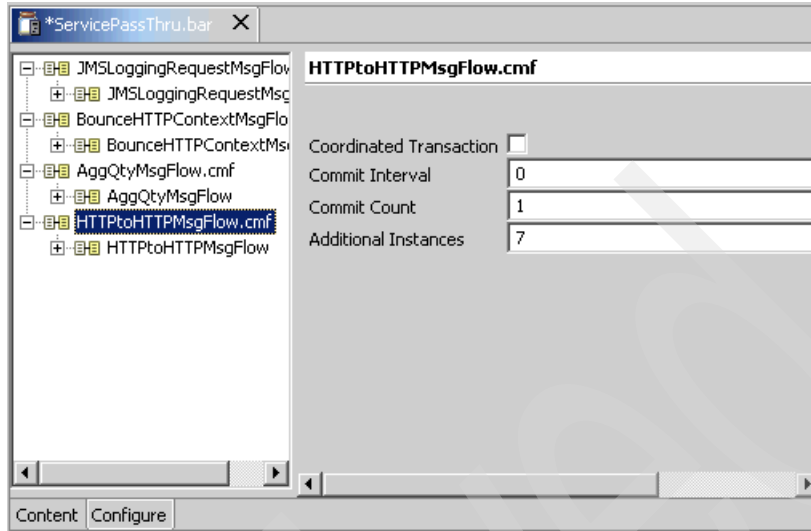 *ServicePassThru.bar
JMSLoggingRequestMsgFlow
JMSLoggingRequestMsg
BounceHTTPContextMsgFlo
BounceHTTPContextMs
AggQtyMsgFlow.cmf
AggQtyMsgFlow
HTTPtoHTTPMsgFlow.cmf
HTTPtoHTTPMsgFlow
HTTPtoHTTPMsgFlow.cmf
Coordinated Transaction
Commit Interval 0
Commit Count 1
Additional Instances 7
Content Configure